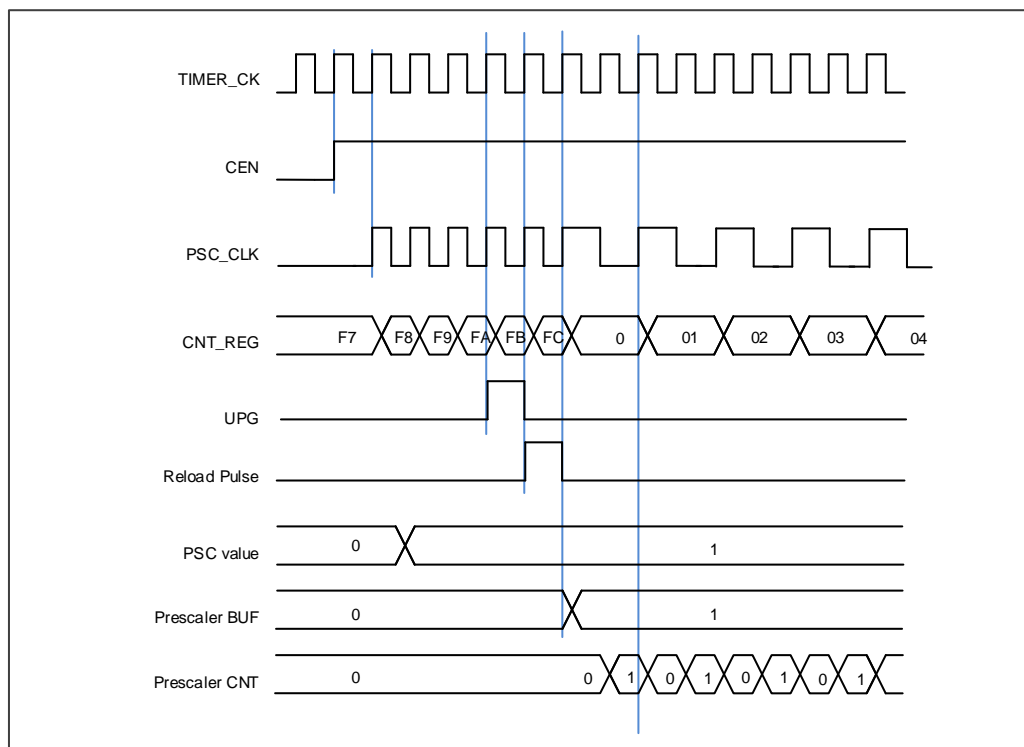 TIMER_CK
CEN
PSC_CLK
CNT_REG F7 F8 F9 FA FB FC 0 01 02 03 04
UPG
Reload Pulse
PSC value 0 1
Prescaler BUF 0 1
Prescaler CNT 0 0 1 0 1 0 1 0 1